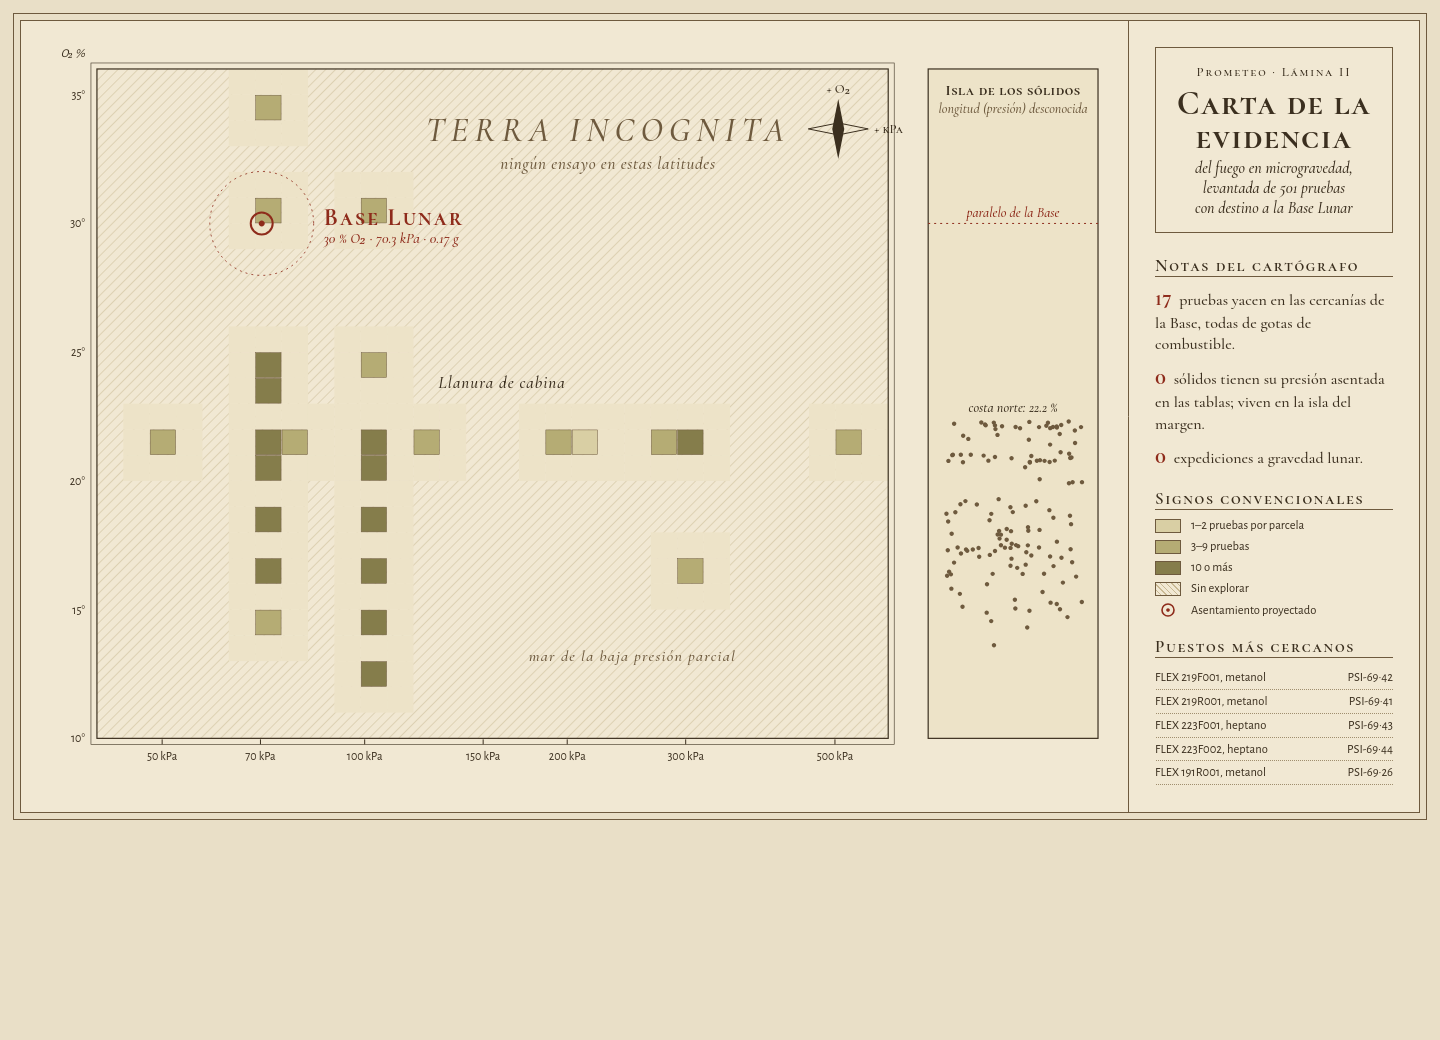 O₂ %
35°
30°
25°
20°
15°
10°
50 kPa
70 kPa
100 kPa
150 kPa
200 kPa
300 kPa
500 kPa
TERRA INCOGNITA
ningún ensayo en estas latitudes
+ O₂
+ kPa
Base Lunar
30 % O₂ · 70.3 kPa · 0.17 g
Llanura de cabina
mar de la baja presión parcial
Isla de los sólidos
longitud (presión) desconocida
paralelo de la Base
costa norte: 22.2 %
Prometeo · Lámina II
Carta de la
evidencia
del fuego en microgravedad,
levantada de 501 pruebas
con destino a la Base Lunar
Notas del cartógrafo
17 pruebas yacen en las cercanías de
la Base, todas de gotas de
combustible.
0 sólidos tienen su presión asentada
en las tablas; viven en la isla del
margen.
0 expediciones a gravedad lunar.
Signos convencionales
1–2 pruebas por parcela
3–9 pruebas
10 o más
Sin explorar
Asentamiento proyectado
Puestos más cercanos
FLEX 219F001, metanol PSI-69-42
FLEX 219R001, metanol PSI-69-41
FLEX 223F001, heptano PSI-69-43
FLEX 223F002, heptano PSI-69-44
FLEX 191R001, metanol PSI-69-26